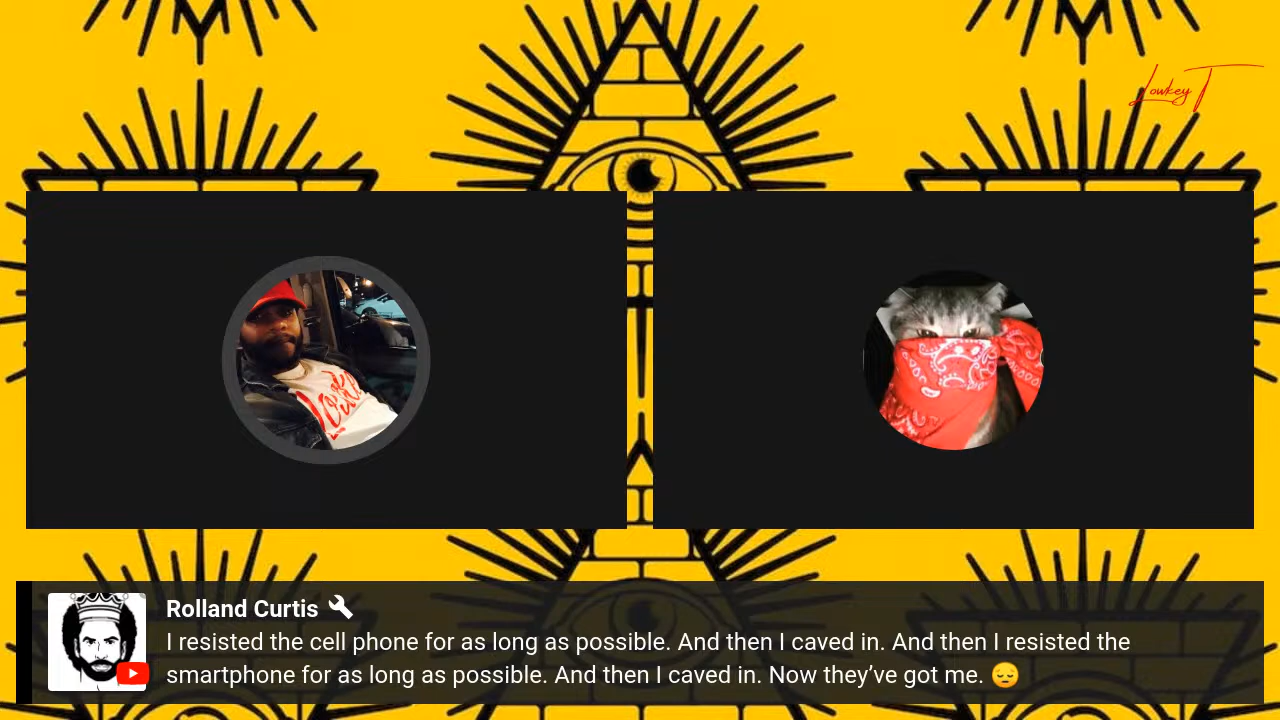 Lowkey T
Rolland Curtis
I resisted the cell phone for as long as possible. And then I caved in. And then I resisted the
smartphone for as long as possible. And then I caved in. Now they’ve got me. 😔